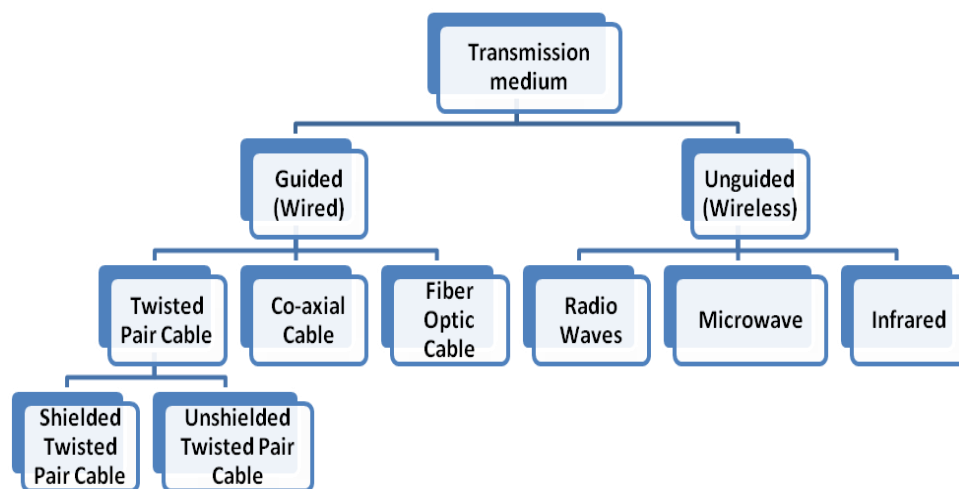 Transmission
medium
Guided
(Wired)
Unguided
(Wireless)
Twisted
Pair Cable
Co-axial
Cable
Fiber
Optic
Cable
Radio
Waves
Microwave
Infrared
Shielded
Twisted
Pair Cable
Unshielded
Twisted Pair
Cable